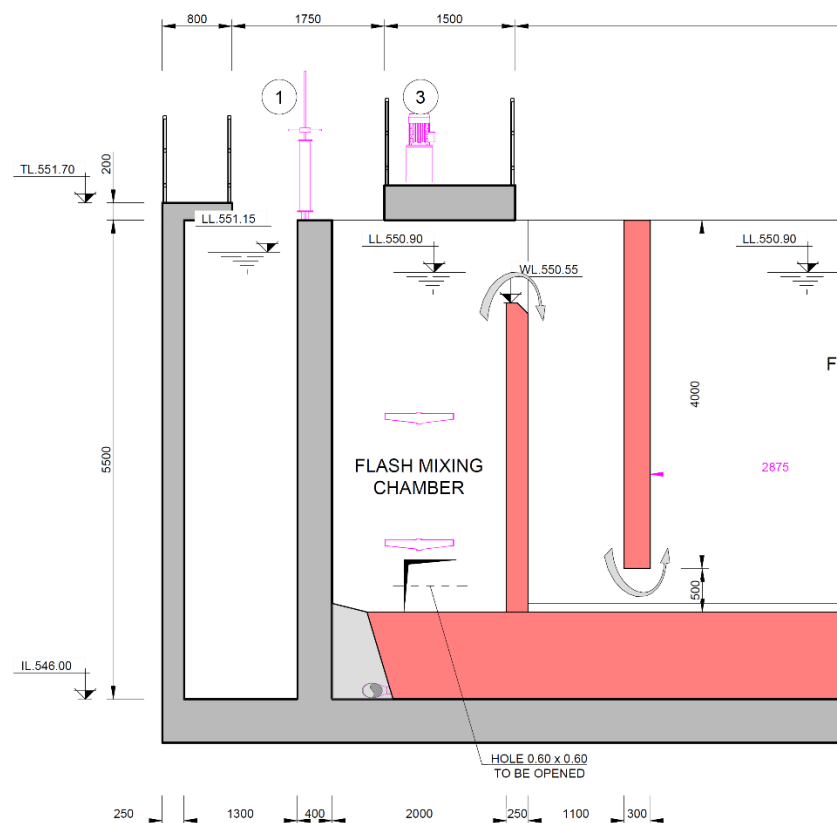 800
1750
1500
1
3
TL.551.70
200
LL.551.15
LL.550.90
WL.550.55
LL.550.90
F
4000
5500
2875
FLASH MIXING
CHAMBER
500
IL.546.00
HOLE 0.60 x 0.60
TO BE OPENED
250
1300
400
2000
250
1100
300